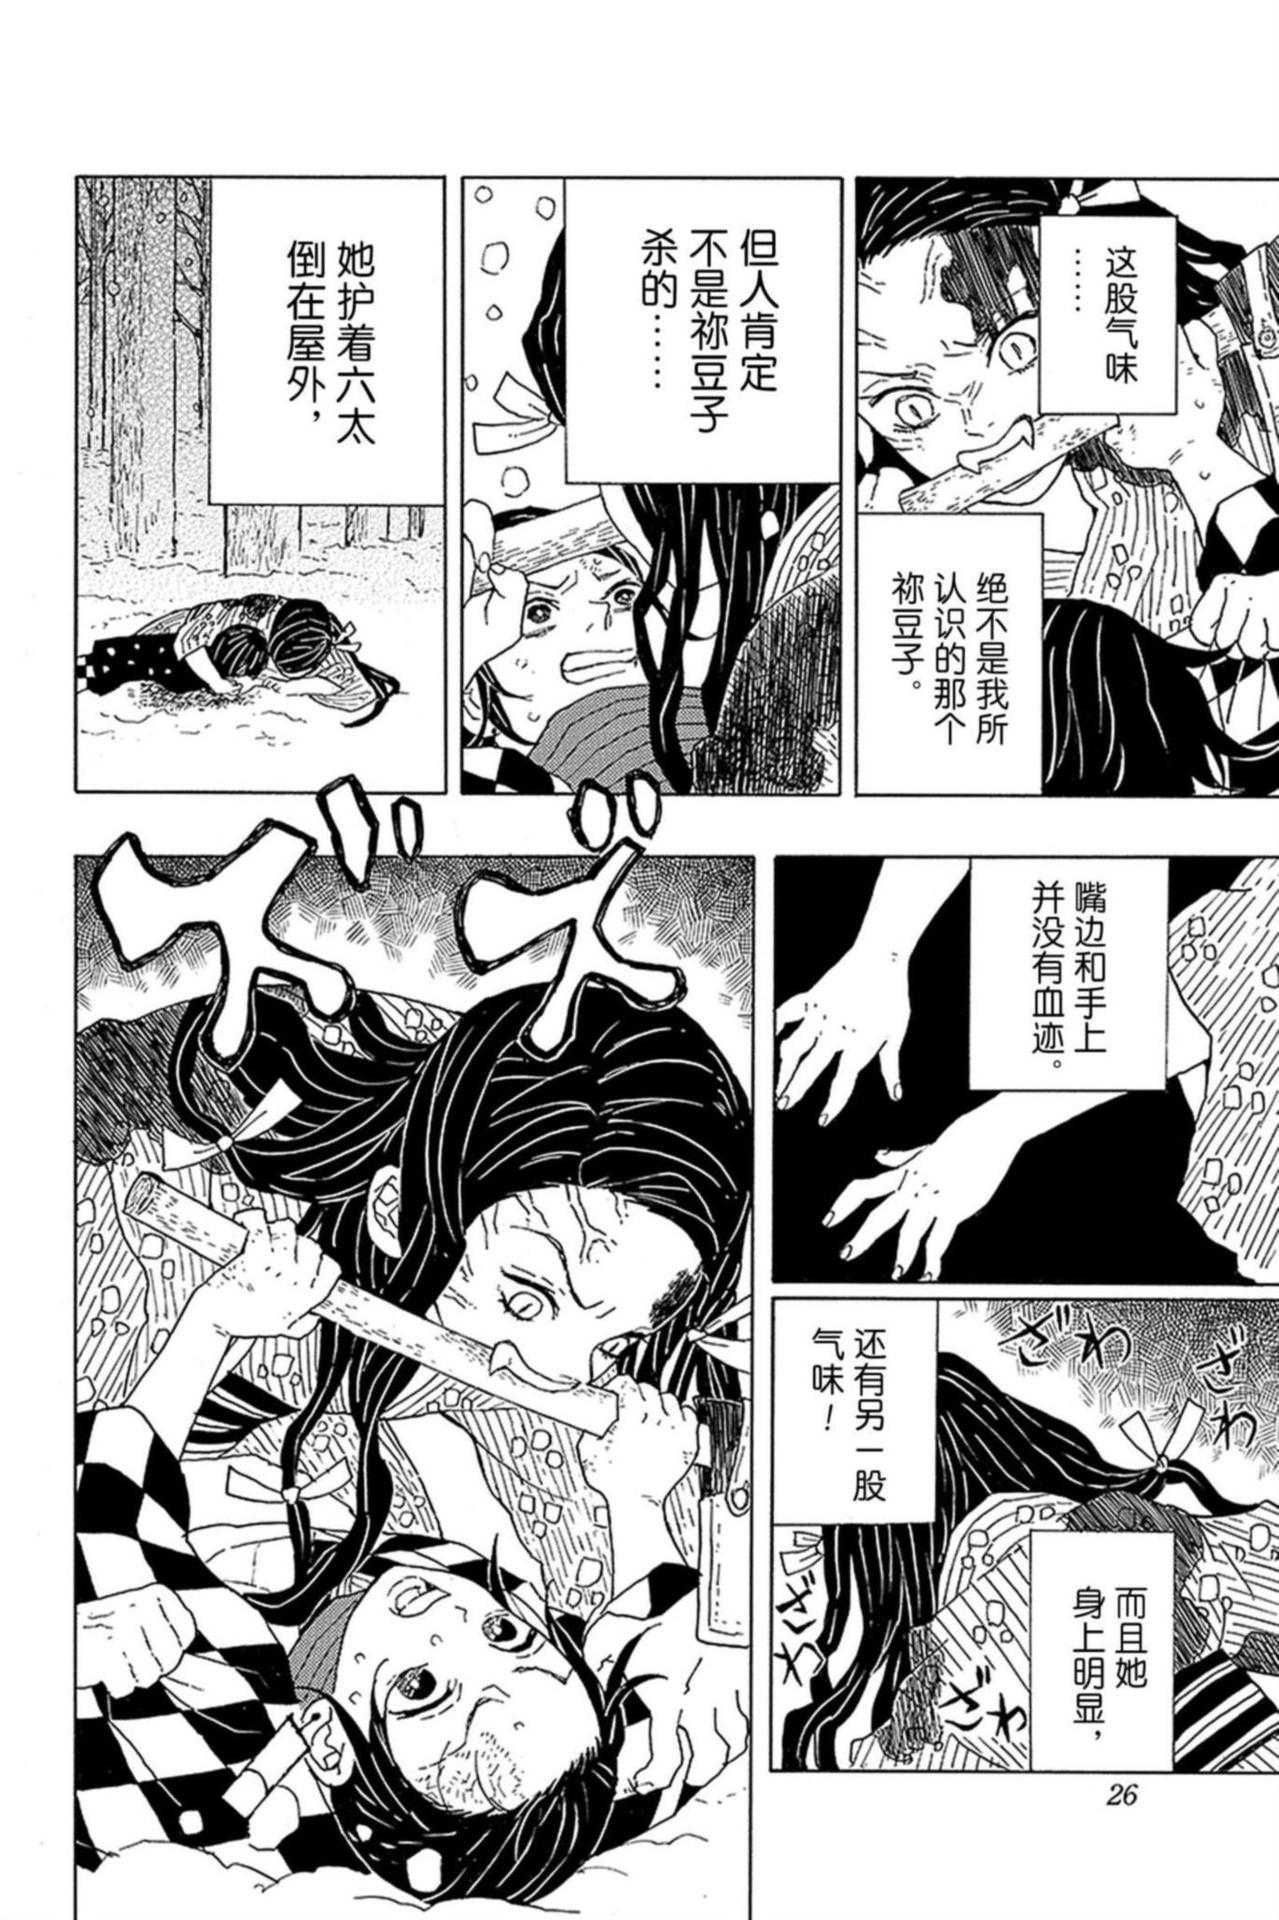 这股气味
……
绝不是我所
认识的那个
祢豆子。
但人肯定
不是祢豆子
杀的……
她护着六太
倒在屋外，
嘴边和手上
并没有血迹。
还有另一股
气味！
ざわ
ざわ
ざわ
ざわ
而且她
身上明显，
ズズ
26